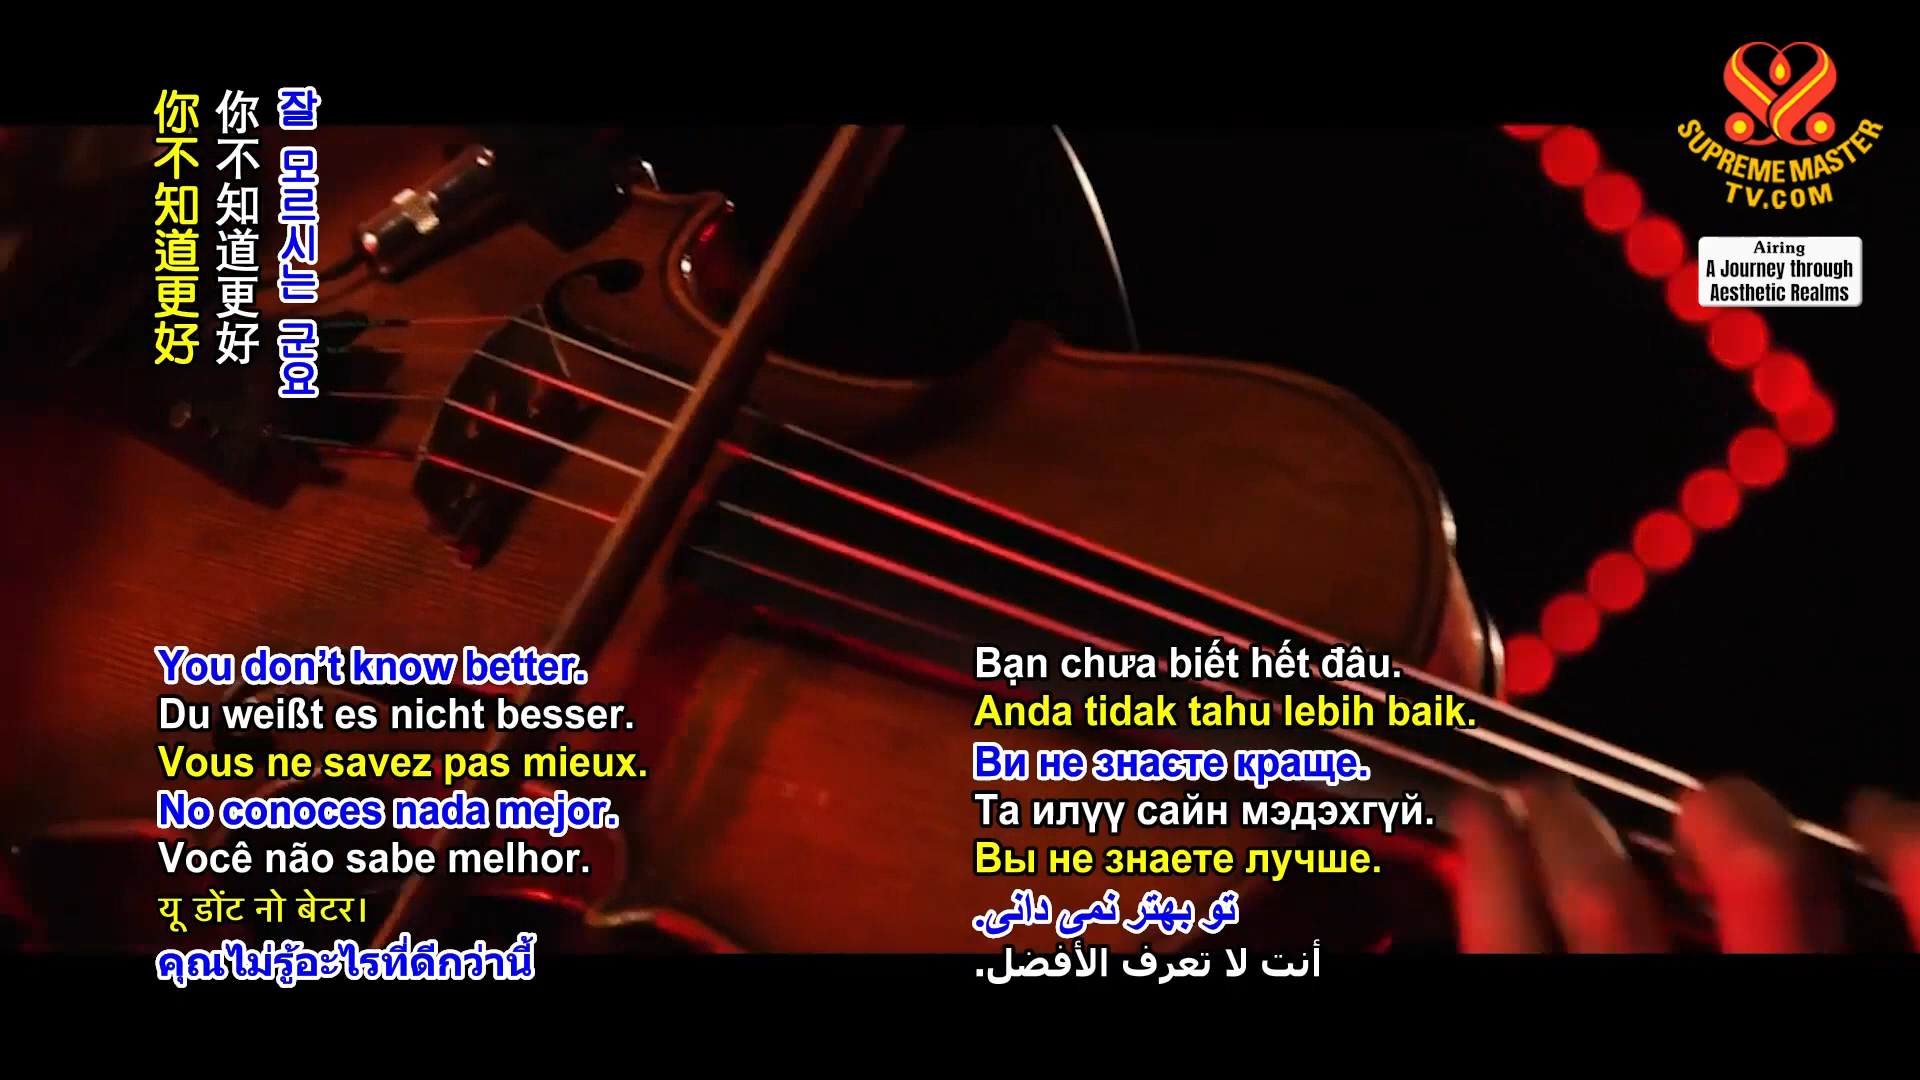 你不知道更好
你不知道更好
잘 모르시는 군요
SUPREME MASTER
TV.COM
Airing
A Journey through
Aesthetic Realms
You don't know better.
Du weißt es nicht besser.
Vous ne savez pas mieux.
No conoces nada mejor.
Você não sabe melhor.
यू डोंट नो बेटर।
คุณไม่รู้อะไรที่ดีกว่านี้
Bạn chưa biết hết đâu.
Anda tidak tahu lebih baik.
Ви не знаєте краще.
Та илүү сайн мэдэхгүй.
Вы не знаете лучше.
تو بهتر نمی دانی.
أنت لا تعرف الأفضل.